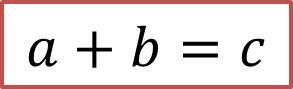 a + b = c